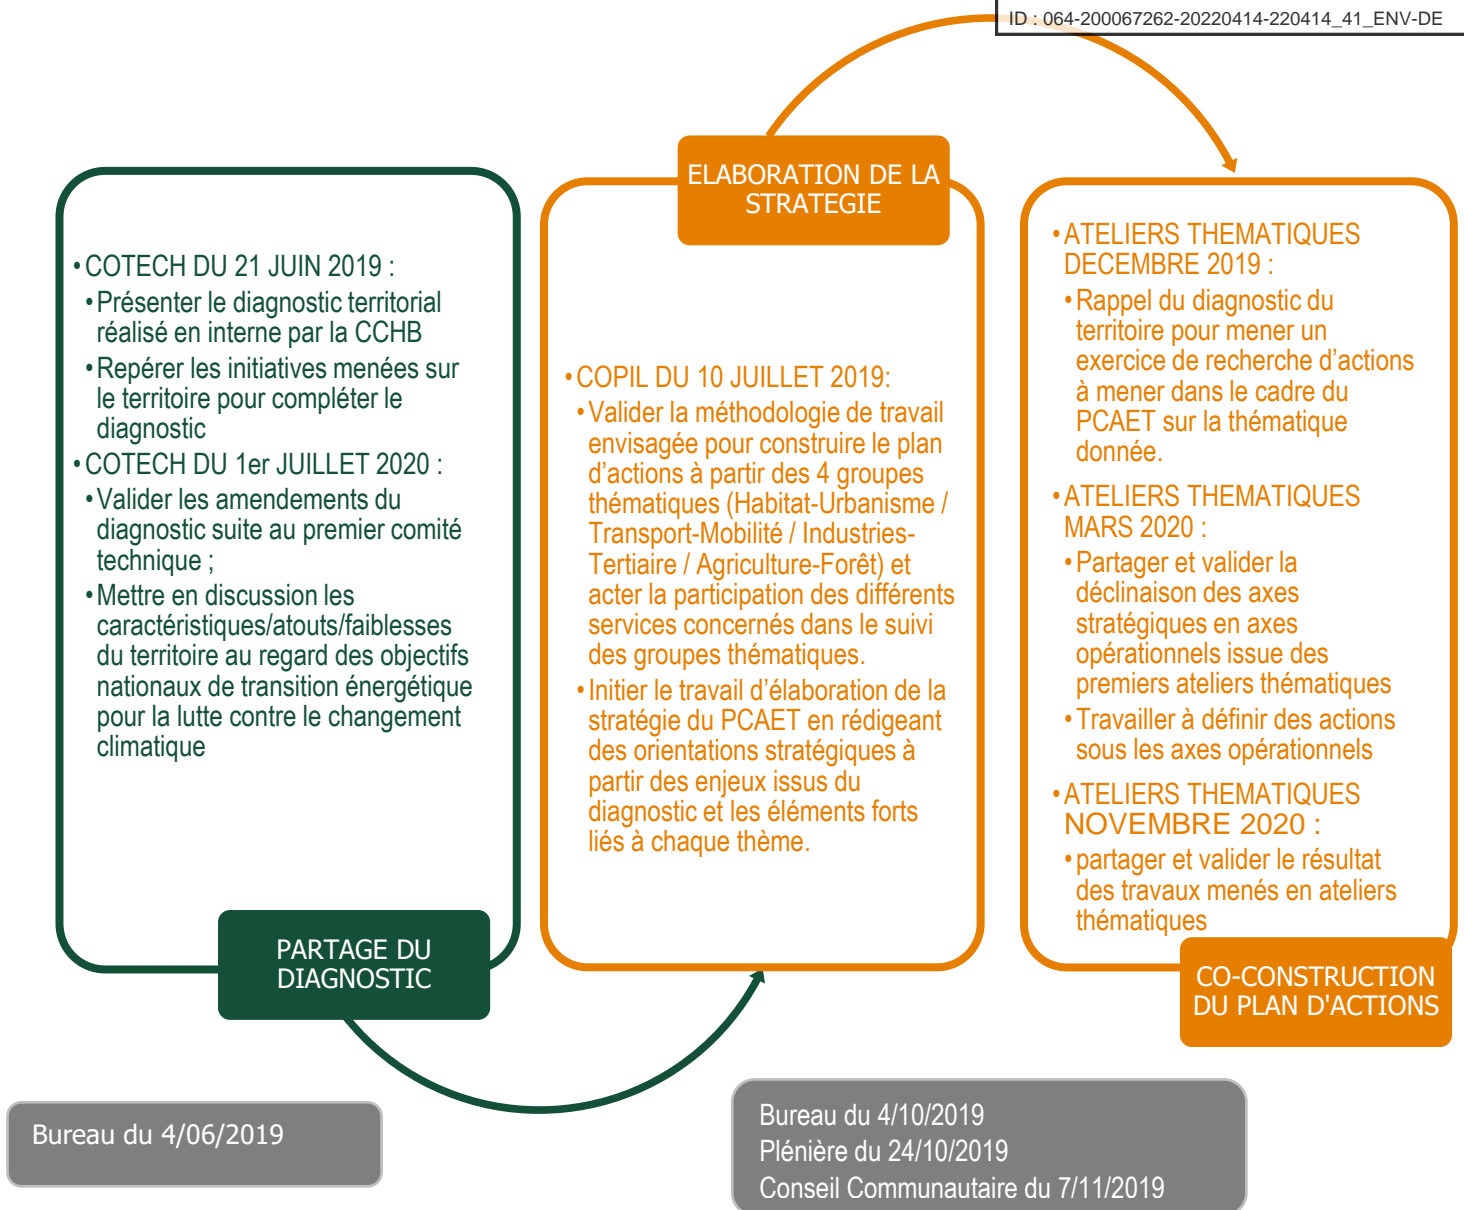 ID : 064-200067262-20220414-220414_41_ENV-DE
• COTECH DU 21 JUIN 2019 :
• Présenter le diagnostic territorial
réalisé en interne par la CCHB
• Repérer les initiatives menées sur
le territoire pour compléter le
diagnostic
• COTECH DU 1er JUILLET 2020 :
• Valider les amendements du
diagnostic suite au premier comité
technique ;
• Mettre en discussion les
caractéristiques/atouts/faiblesses
du territoire au regard des objectifs
nationaux de transition énergétique
pour la lutte contre le changement
climatique
PARTAGE DU
DIAGNOSTIC
ELABORATION DE LA
STRATEGIE
• COPIL DU 10 JUILLET 2019:
• Valider la méthodologie de travail
envisagée pour construire le plan
d’actions à partir des 4 groupes
thématiques (Habitat-Urbanisme /
Transport-Mobilité / Industries-
Tertiaire / Agriculture-Forêt) et
acter la participation des différents
services concernés dans le suivi
des groupes thématiques.
• Initier le travail d’élaboration de la
stratégie du PCAET en rédigeant
des orientations stratégiques à
partir des enjeux issus du
diagnostic et les éléments forts
liés à chaque thème.
• ATELIERS THEMATIQUES
DECEMBRE 2019 :
• Rappel du diagnostic du
territoire pour mener un
exercice de recherche d’actions
à mener dans le cadre du
PCAET sur la thématique
donnée.
• ATELIERS THEMATIQUES
MARS 2020 :
• Partager et valider la
déclinaison des axes
stratégiques en axes
opérationnels issue des
premiers ateliers thématiques
• Travailler à définir des actions
sous les axes opérationnels
• ATELIERS THEMATIQUES
NOVEMBRE 2020 :
• partager et valider le résultat
des travaux menés en ateliers
thématiques
CO-CONSTRUCTION
DU PLAN D'ACTIONS
Bureau du 4/06/2019
Bureau du 4/10/2019
Plénière du 24/10/2019
Conseil Communautaire du 7/11/2019